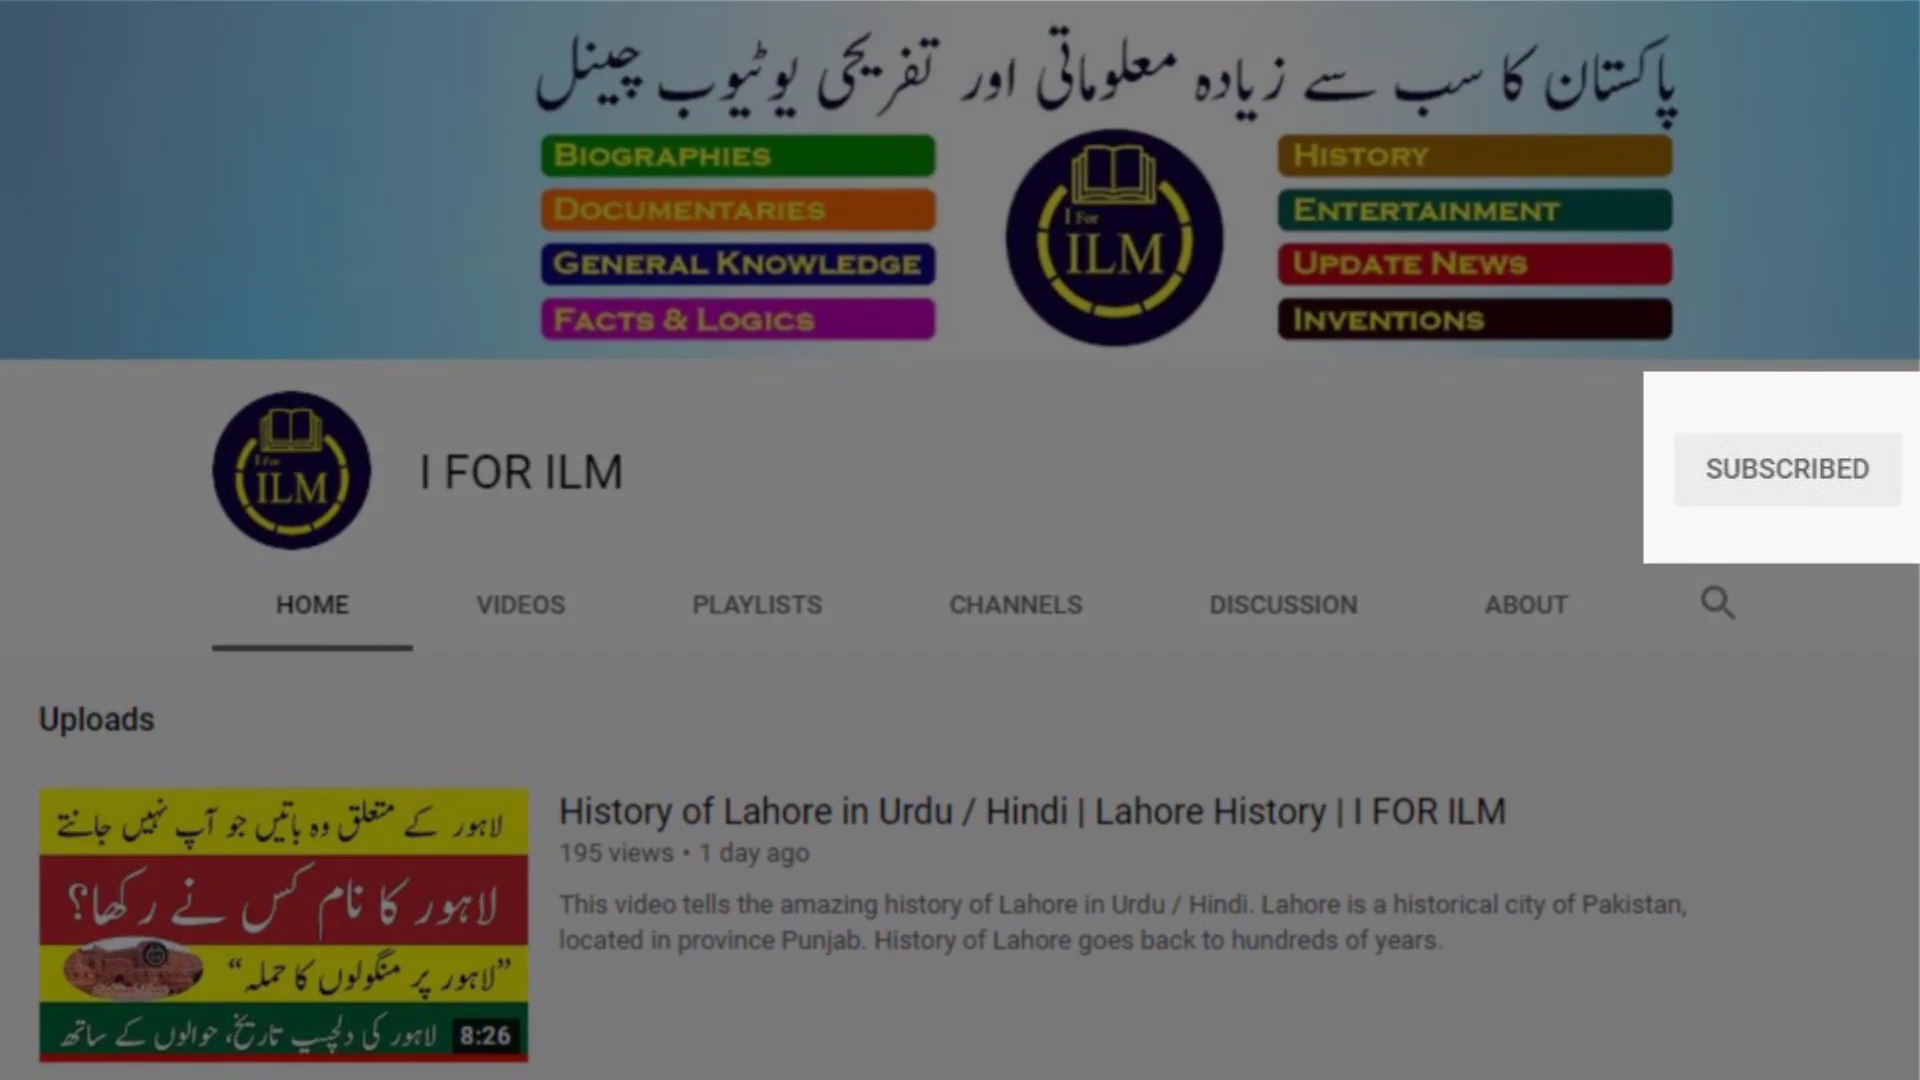 پاکستان کا سب سے زیادہ معلوماتی اور تفریحی یوٹیوب چینل
BIOGRAPHIES
DOCUMENTARIES
GENERAL KNOWLEDGE
FACTS & LOGICS
I For
ILM
HISTORY
ENTERTAINMENT
UPDATE NEWS
INVENTIONS
I For
ILM
I FOR ILM
SUBSCRIBED
HOME VIDEOS PLAYLISTS CHANNELS DISCUSSION ABOUT
Uploads
لاہور کے متعلق وہ باتیں جو آپ نہیں جانتے
لاہور کا نام کس نے رکھا؟
”لاہور پر منگولوں کا حملہ“
لاہور کی دلچسپ تاریخ، حوالوں کے ساتھ
8:26
History of Lahore in Urdu / Hindi | Lahore History | I FOR ILM
195 views • 1 day ago
This video tells the amazing history of Lahore in Urdu / Hindi. Lahore is a historical city of Pakistan,
located in province Punjab. History of Lahore goes back to hundreds of years.